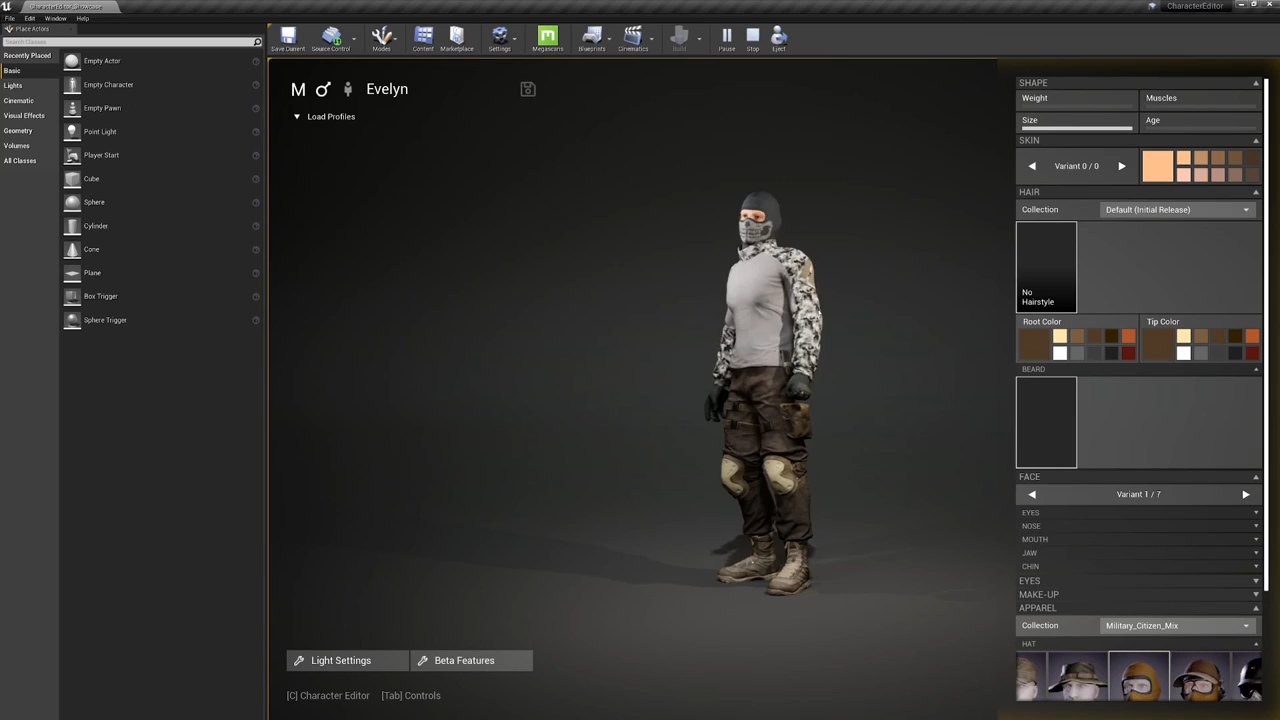 CharacterEditor_Showcase
CharacterEditor
File Edit Window Help
Place Actors
Search Classes
Recently Placed
Basic
Lights
Cinematic
Visual Effects
Geometry
Volumes
All Classes
Empty Actor
Empty Character
Empty Pawn
Point Light
Player Start
Cube
Sphere
Cylinder
Cone
Plane
Box Trigger
Sphere Trigger
Save Current Source Control Modes Content Marketplace Settings Megascans Blueprints Cinematics Build Pause Stop Eject
M Evelyn
Load Profiles
Light Settings Beta Features
[C] Character Editor [Tab] Controls
SHAPE
Weight Muscles
Size Age
SKIN
Variant 0 / 0
HAIR
Collection Default (Initial Release)
No
Hairstyle
Root Color Tip Color
BEARD
FACE
Variant 1 / 7
EYES
NOSE
MOUTH
JAW
CHIN
EYES
MAKE-UP
APPAREL
Collection Military_Citizen_Mix
HAT